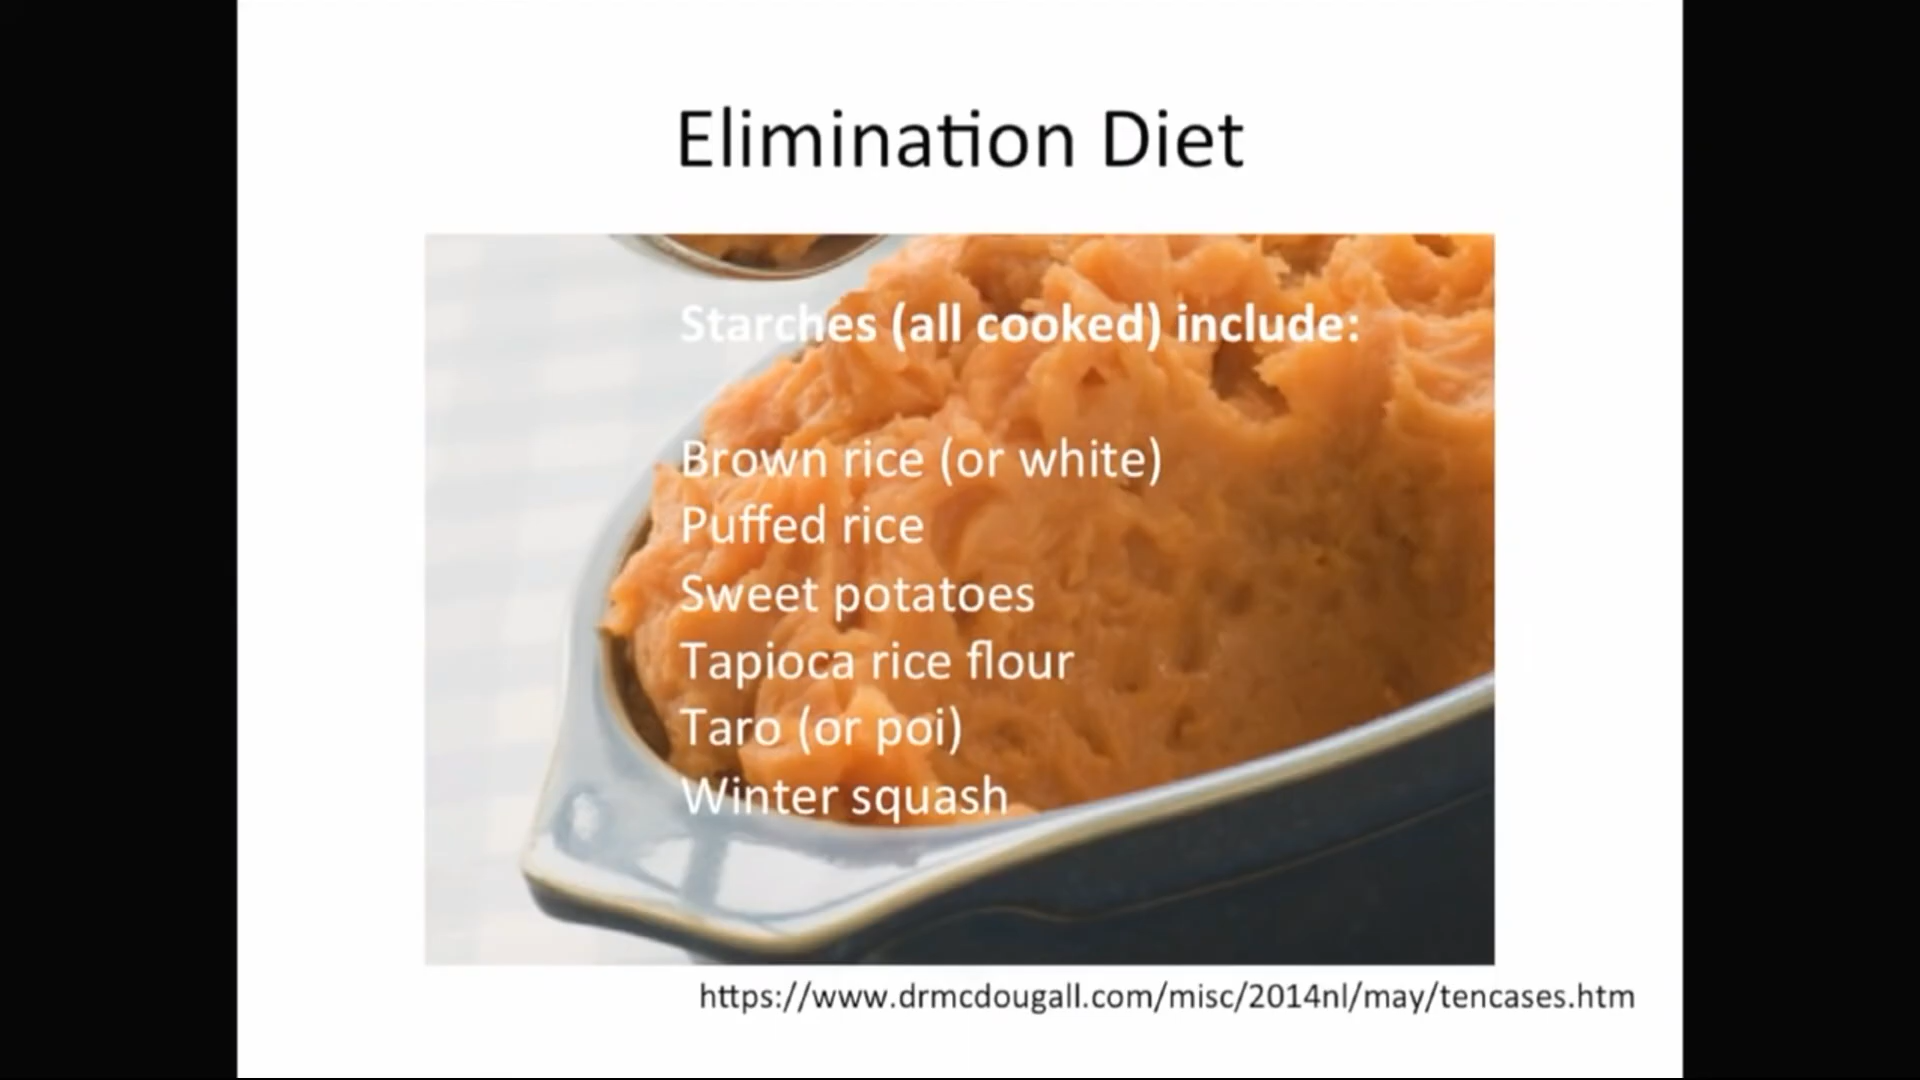 Elimination Diet
Starches (all cooked) include:
Brown rice (or white)
Puffed rice
Sweet potatoes
Tapioca rice flour
Taro (or poi)
Winter squash
https://www.drmcdougall.com/misc/2014nl/may/tencases.htm